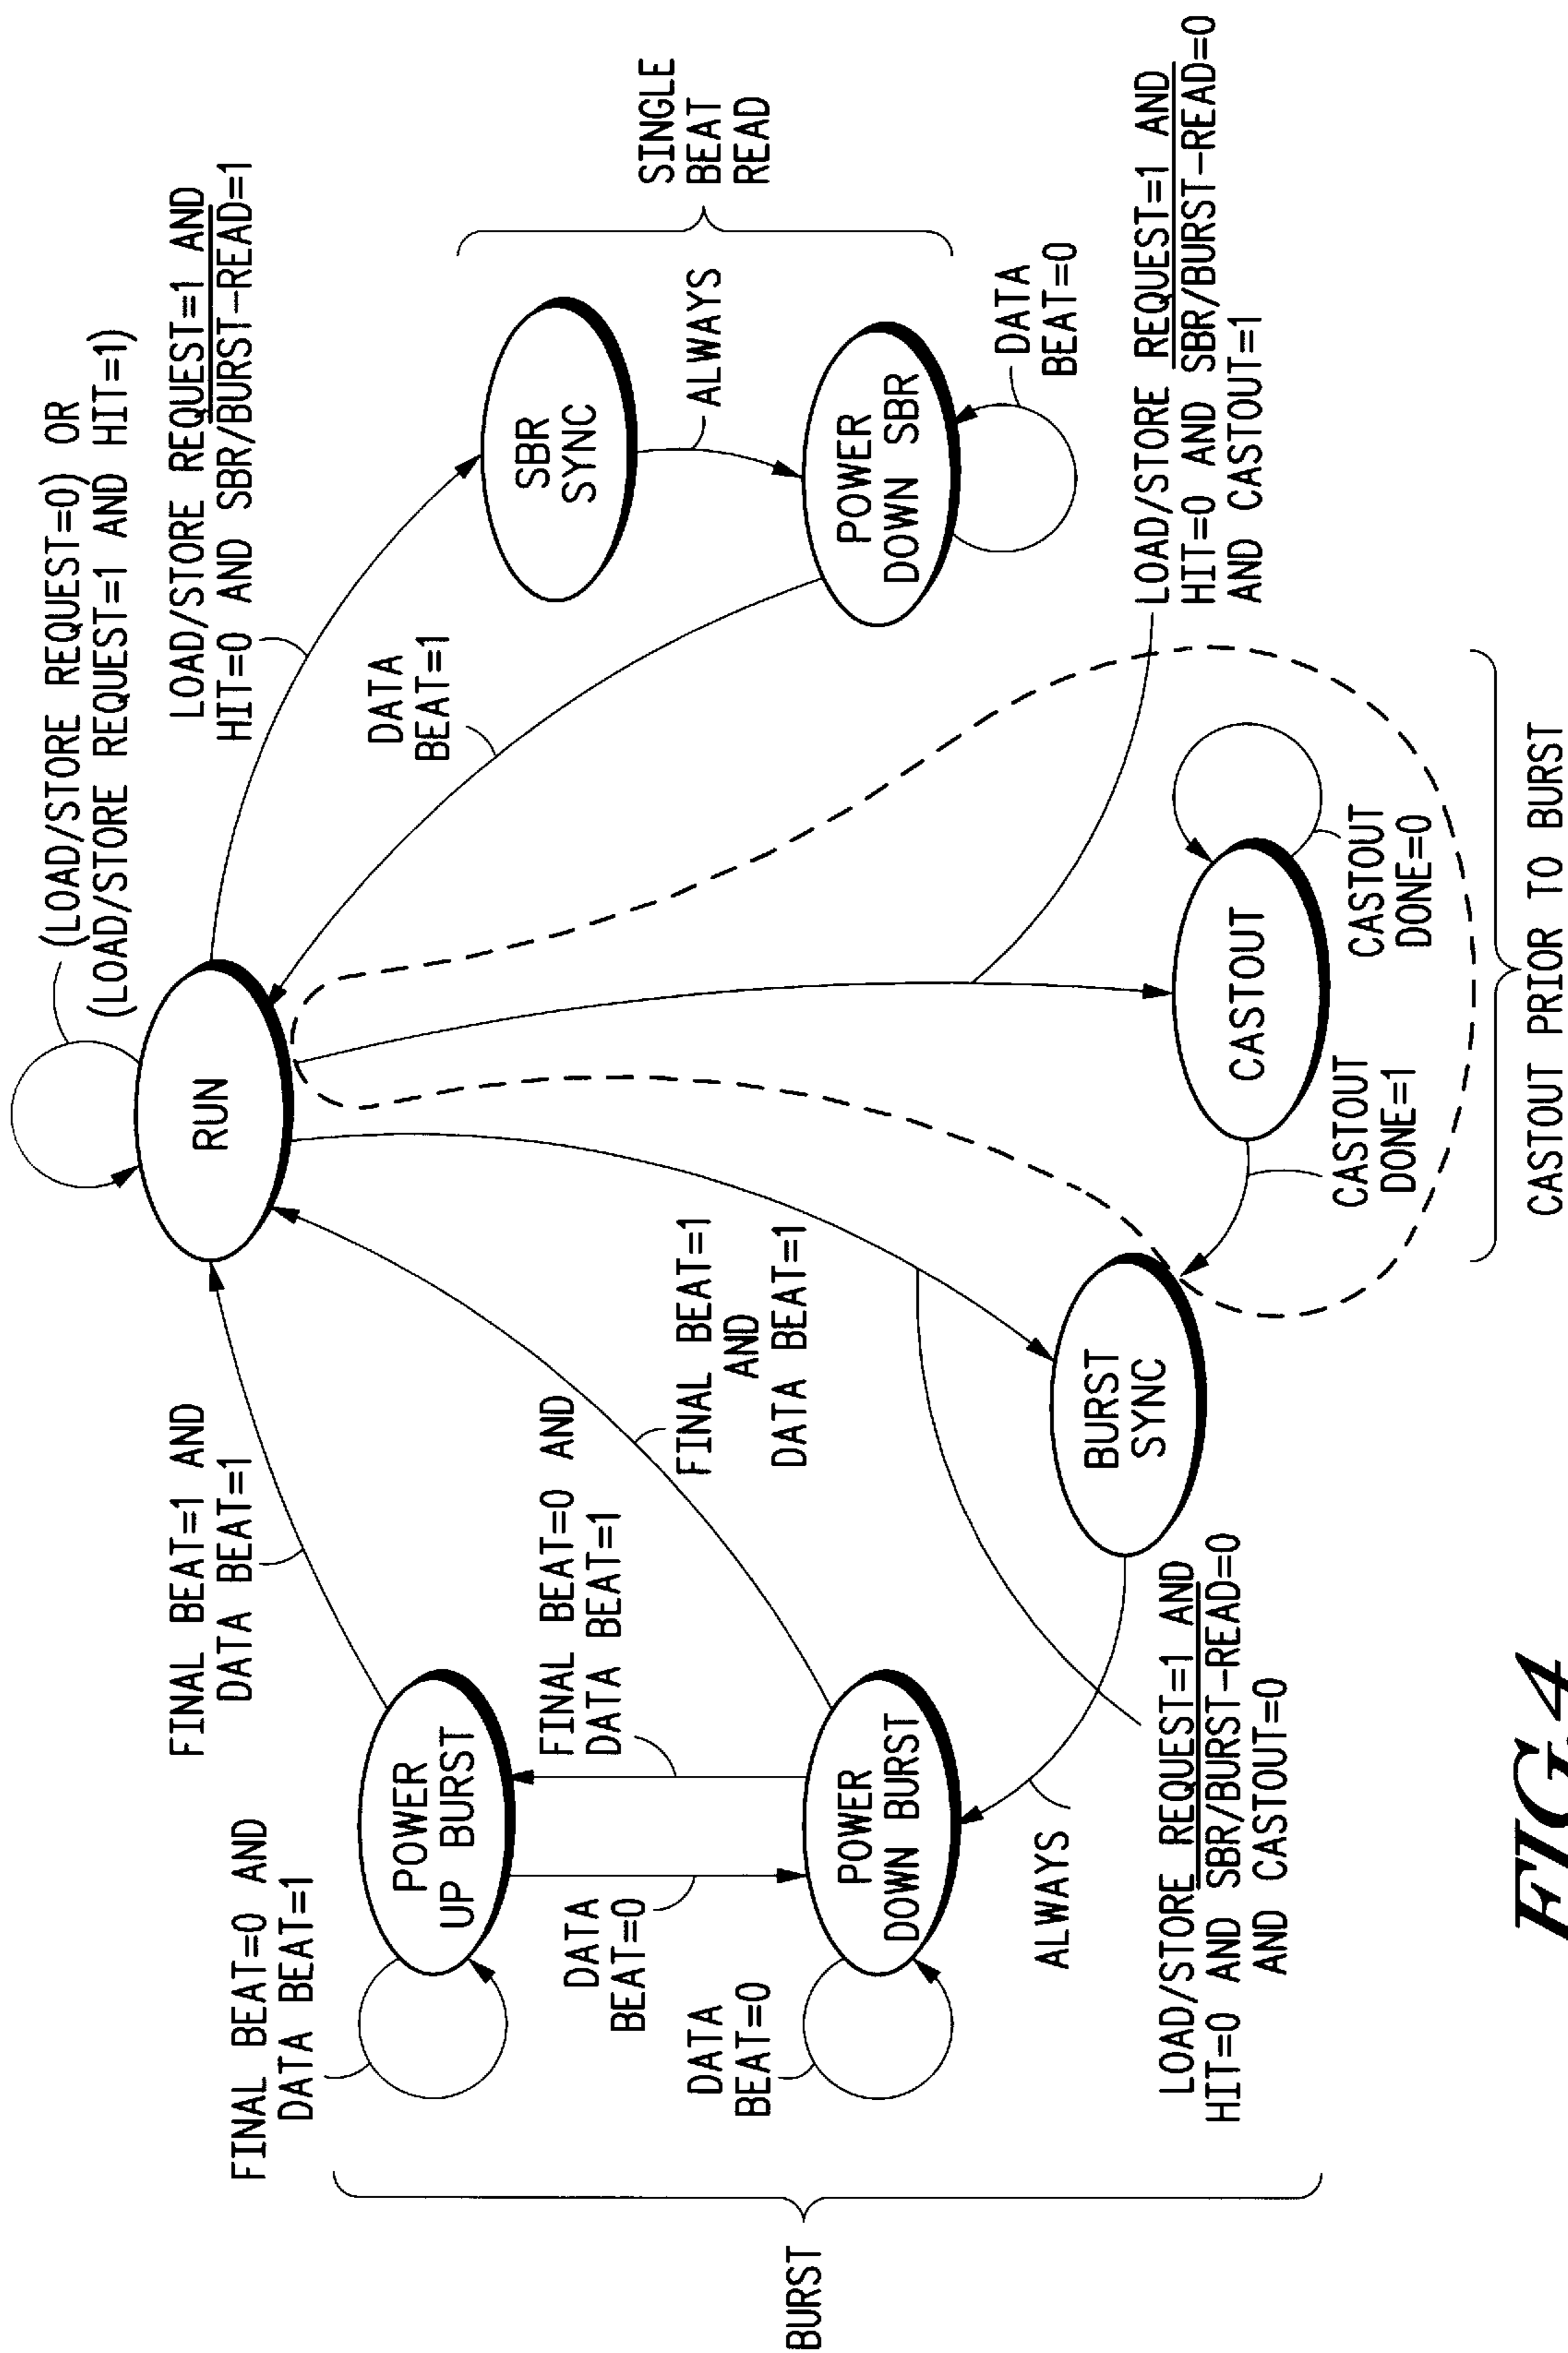 (LOAD/STORE REQUEST=0) OR
(LOAD/STORE REQUEST=1 AND HIT=1)
RUN
LOAD/STORE REQUEST=1 AND
HIT=0 AND SBR/BURST-READ=1
FINAL BEAT=1 AND
DATA BEAT=1
FINAL BEAT=0 AND
DATA BEAT=1
POWER
UP BURST
DATA
BEAT=1
SBR
SYNC
SINGLE
BEAT
READ
ALWAYS
FINAL BEAT=0 AND
DATA BEAT=1
FINAL BEAT=1
AND
DATA BEAT=1
DATA
BEAT=0
DATA
BEAT=0
BURST
POWER
DOWN BURST
POWER
DOWN SBR
DATA
BEAT=0
ALWAYS
BURST
SYNC
LOAD/STORE REQUEST=1 AND
HIT=0 AND SBR/BURST-READ=0
AND CASTOUT=0
LOAD/STORE REQUEST=1 AND
HIT=0 AND SBR/BURST-READ=0
AND CASTOUT=1
CASTOUT
CASTOUT
DONE=1
CASTOUT
DONE=0
CASTOUT PRIOR TO BURST
FIG.4